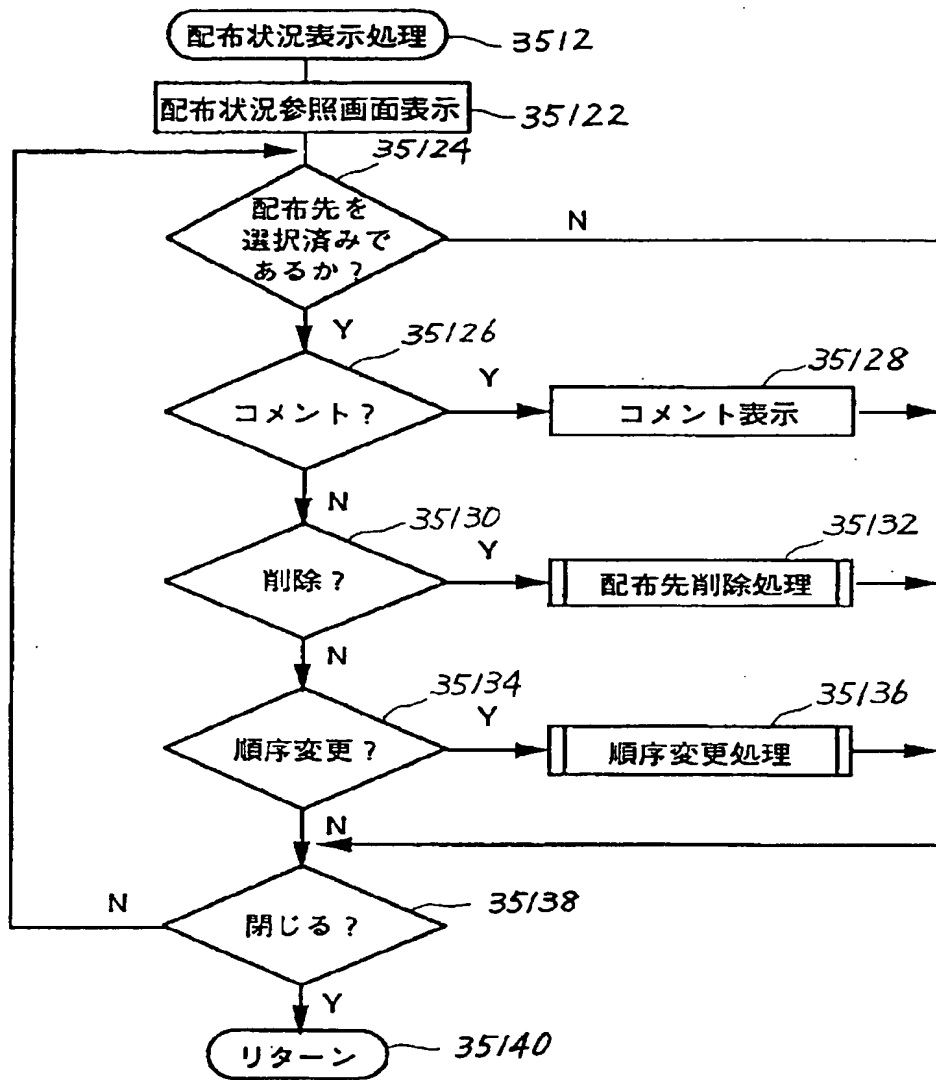 配布状況表示処理
3512
配布状況参照画面表示
35122
35124
配布先を
選択済みで
あるか？
N
Y
35126
コメント？
Y
35128
コメント表示
N
35130
削除？
Y
35132
配布先削除処理
N
35134
順序変更？
Y
35136
順序変更処理
N
閉じる？
35138
N
Y
リターン
35140